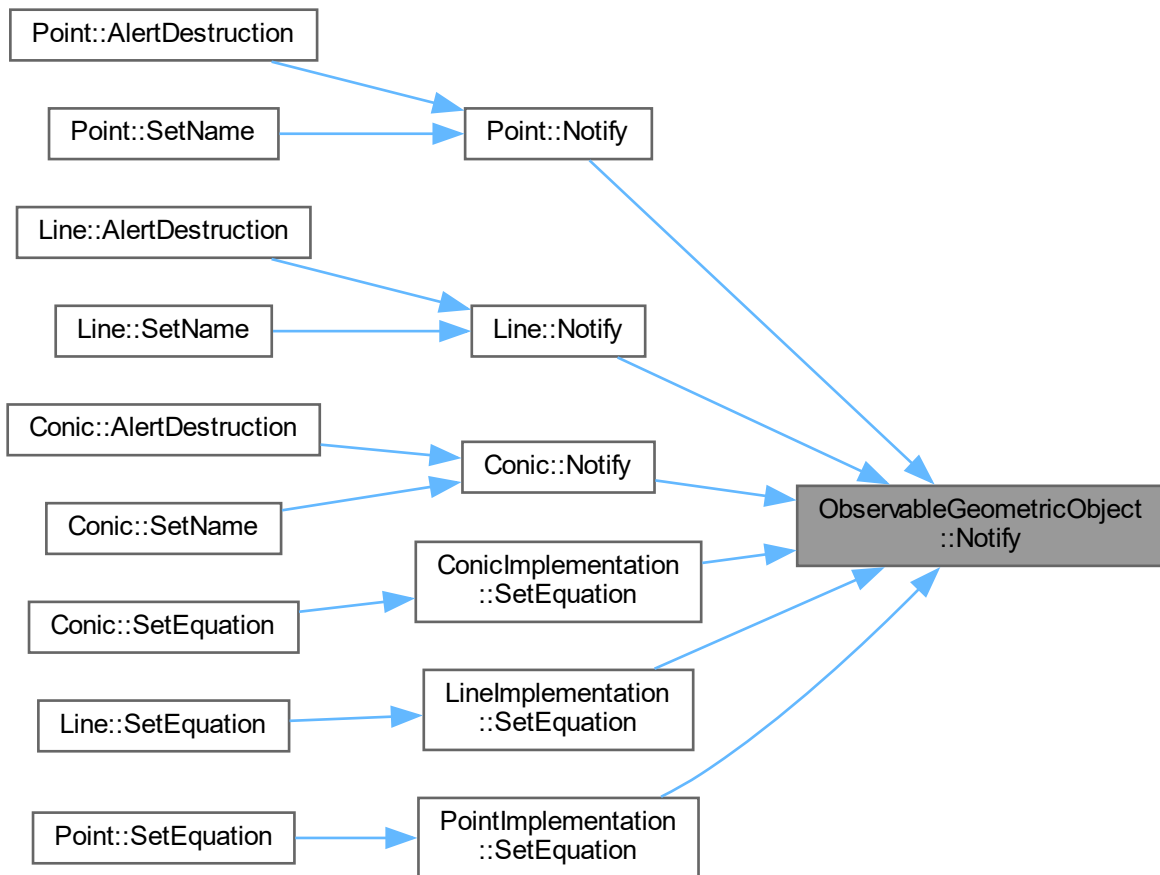 Point::AlertDestruction
Point::SetName
Point::Notify
Line::AlertDestruction
Line::SetName
Line::Notify
Conic::AlertDestruction
Conic::SetName
Conic::Notify
ObservableGeometricObject
::Notify
ConicImplementation
::SetEquation
Conic::SetEquation
LineImplementation
::SetEquation
Line::SetEquation
PointImplementation
::SetEquation
Point::SetEquation